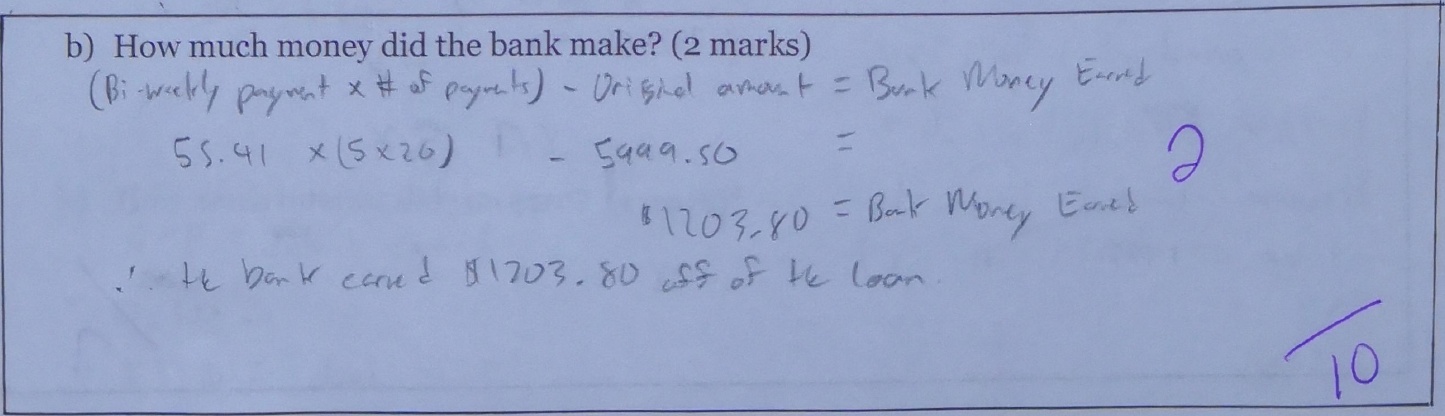 b) How much money did the bank make? (2 marks)
(Bi-weekly payment x # of payments) - Original amount = Bank Money Earned
55.41 x (5x26) - 5999.50 =
2
$1203.80 = Bank Money Earned
∴ the bank earned $1203.80 off of the loan.
/10